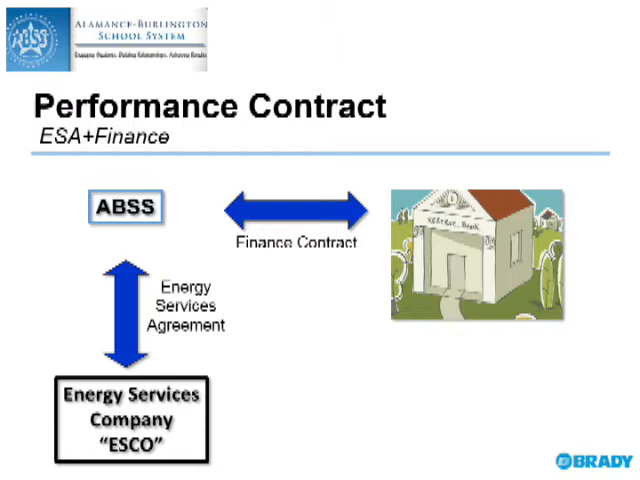 ABSS
ALAMANCE-BURLINGTON
SCHOOL SYSTEM
Performance Contract
ESA+Finance
ABSS
Finance Contract
Energy
Services
Agreement
Energy Services
Company
"ESCO"
BRADY